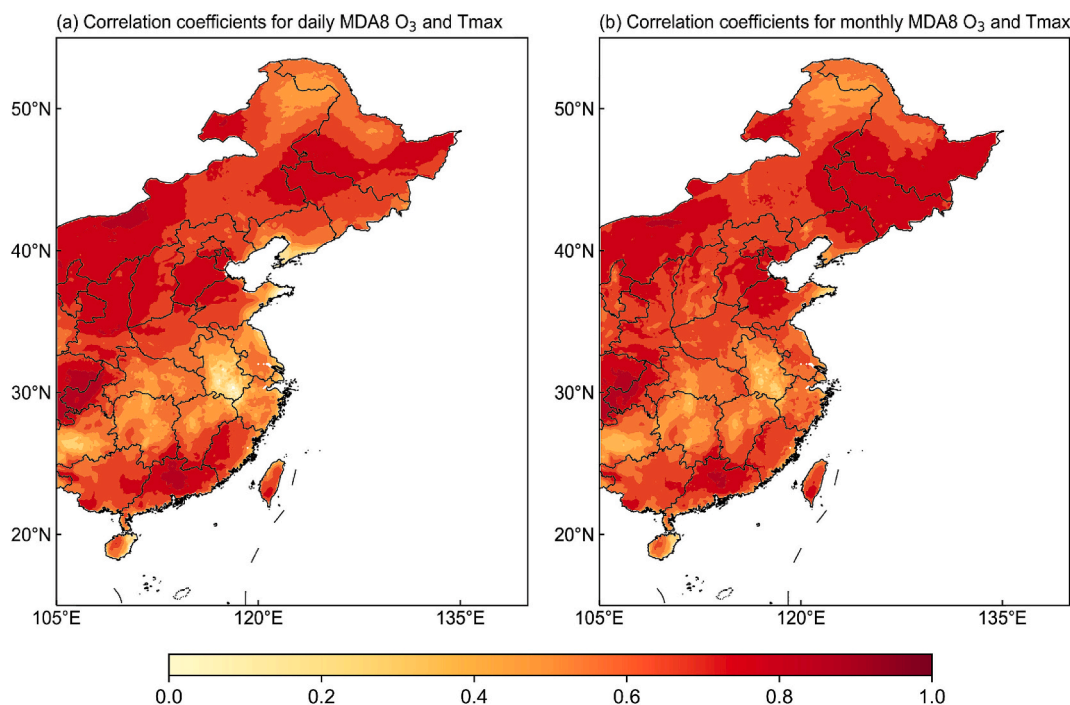 (a) Correlation coefficients for daily MDA8 O₃ and Tmax
(b) Correlation coefficients for monthly MDA8 O₃ and Tmax
50°N
40°N
30°N
20°N
105°E
120°E
135°E
50°N
40°N
30°N
20°N
105°E
120°E
135°E
0.0 0.2 0.4 0.6 0.8 1.0